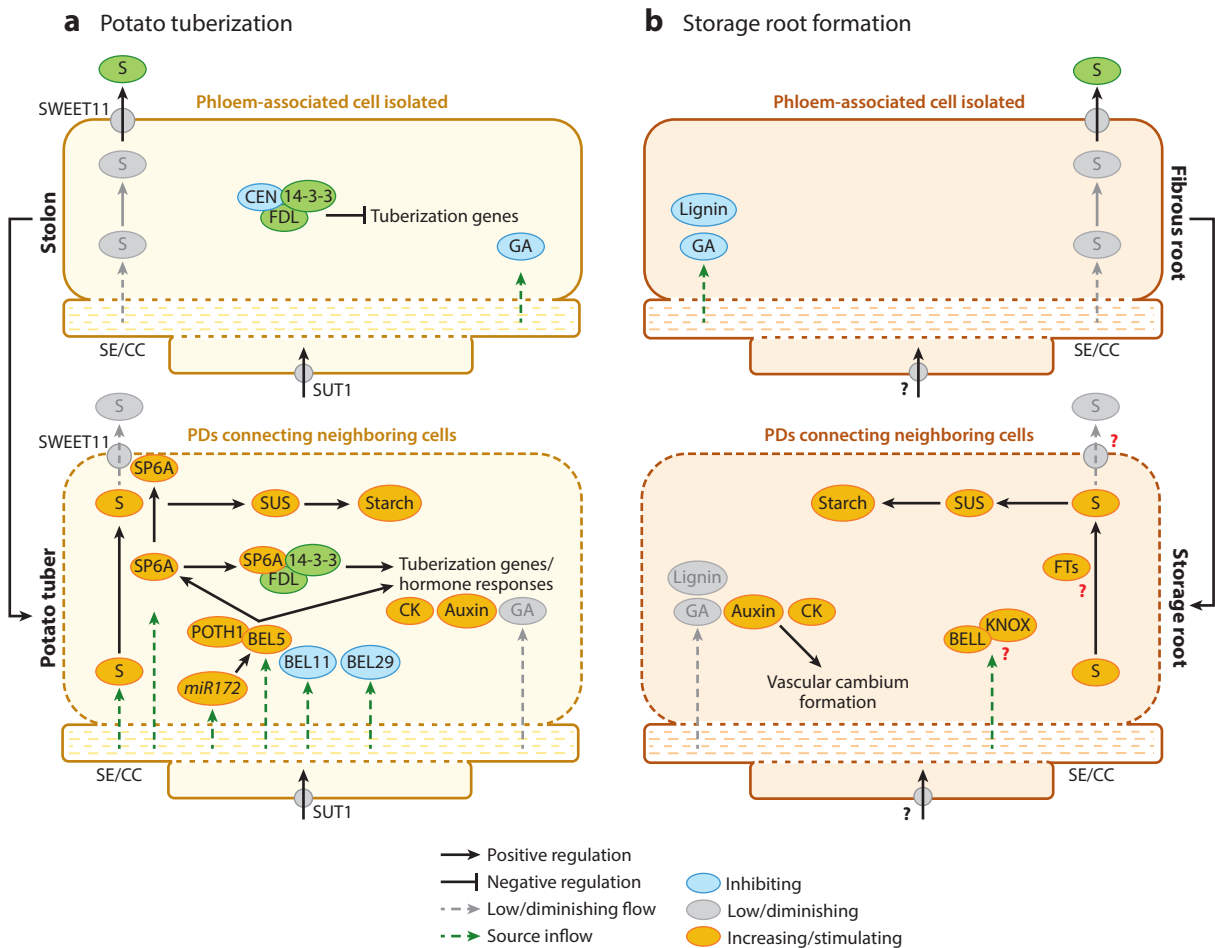 a Potato tuberization
S
SWEET11
Phloem-associated cell isolated
S
CEN
14-3-3
FDL
Tuberization genes
S
GA
Stolon
SE/CC
SUT1
S
SWEET11
PDs connecting neighboring cells
SP6A
S
SUS
Starch
SP6A
SP6A
14-3-3
FDL
Tuberization genes/
hormone responses
CK
Auxin
GA
POTH1
BEL5
BEL11
BEL29
S
miR172
Potato tuber
SE/CC
SUT1
b Storage root formation
S
Phloem-associated cell isolated
S
Lignin
GA
S
Fibrous root
SE/CC
?
S
PDs connecting neighboring cells
?
Starch
SUS
S
FTs
?
Lignin
GA
Auxin
CK
KNOX
BELL
?
S
Vascular cambium
formation
Storage root
SE/CC
?
Positive regulation
Negative regulation
Low/diminishing flow
Source inflow
Inhibiting
Low/diminishing
Increasing/stimulating